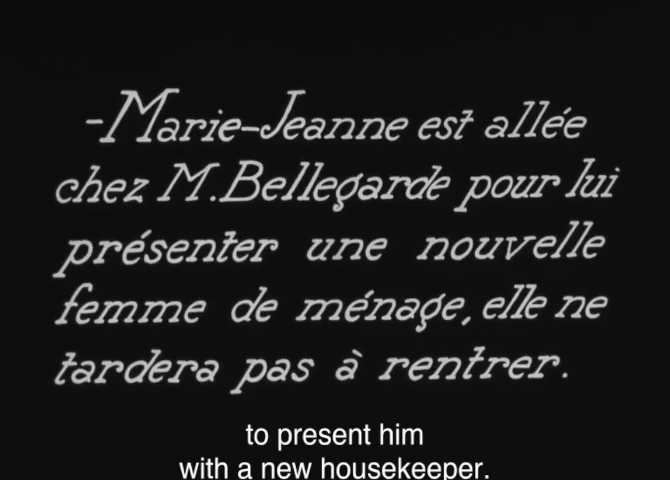 -Marie-Jeanne est allée
chez M.Bellegarde pour lui
présenter une nouvelle
femme de ménage, elle ne
tardera pas à rentrer.
to present him
with a new housekeeper.